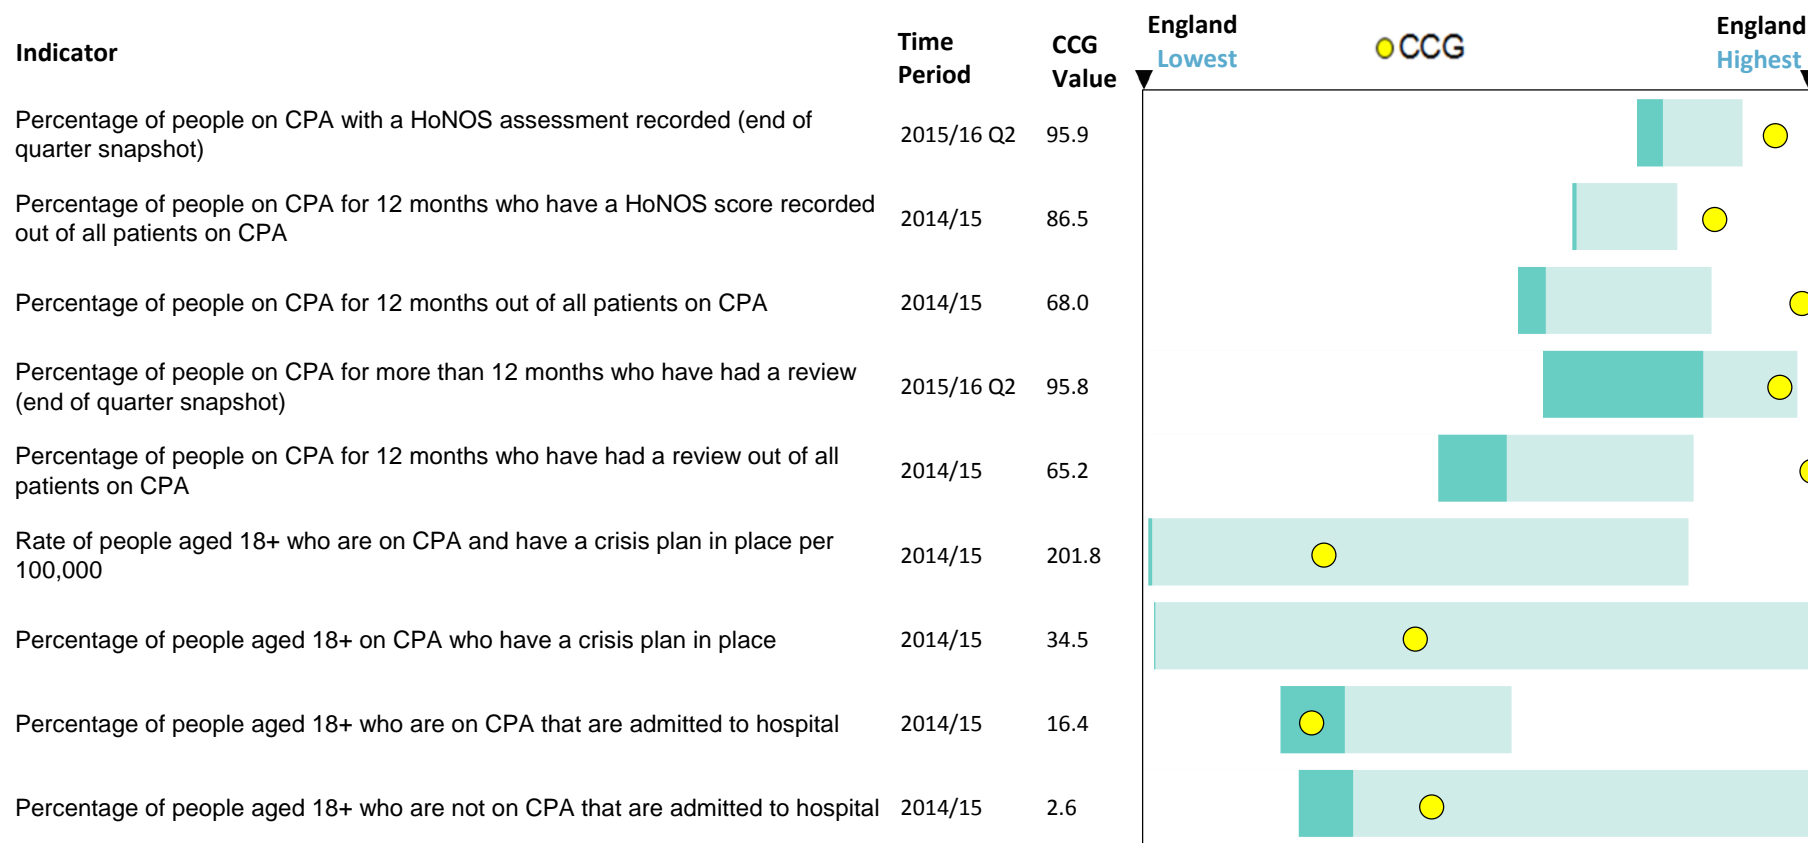 Indicator
Time Period
CCG Value
England Lowest
CCG
England Highest
Percentage of people on CPA with a HoNOS assessment recorded (end of
quarter snapshot)
2015/16 Q2
95.9
Percentage of people on CPA for 12 months who have a HoNOS score recorded
out of all patients on CPA
2014/15
86.5
Percentage of people on CPA for 12 months out of all patients on CPA
2014/15
68.0
Percentage of people on CPA for more than 12 months who have had a review
(end of quarter snapshot)
2015/16 Q2
95.8
Percentage of people on CPA for 12 months who have had a review out of all
patients on CPA
2014/15
65.2
Rate of people aged 18+ who are on CPA and have a crisis plan in place per
100,000
2014/15
201.8
Percentage of people aged 18+ on CPA who have a crisis plan in place
2014/15
34.5
Percentage of people aged 18+ who are on CPA that are admitted to hospital
2014/15
16.4
Percentage of people aged 18+ who are not on CPA that are admitted to hospital
2014/15
2.6